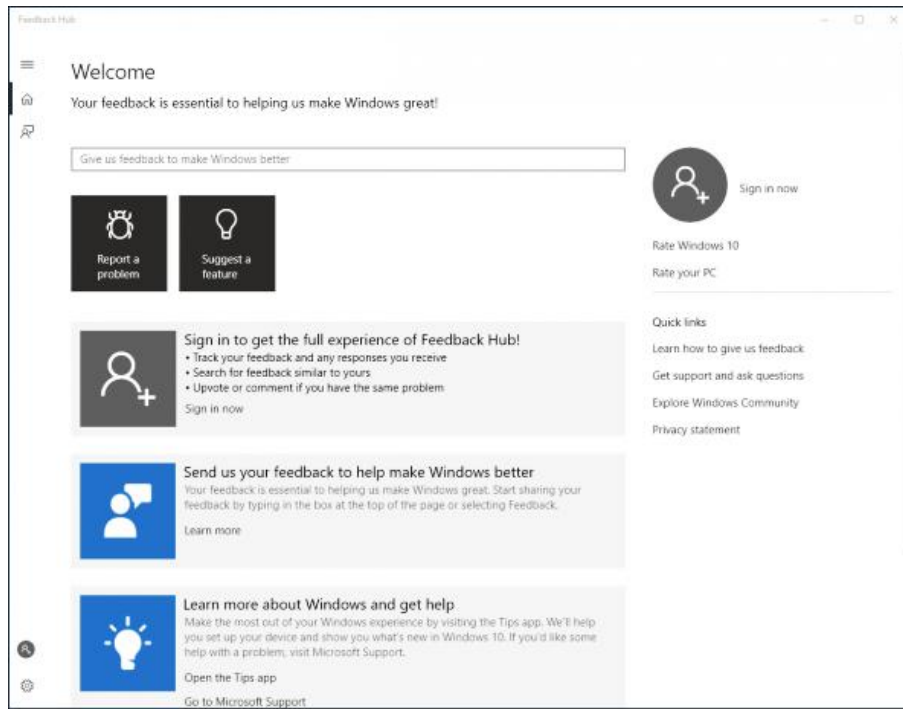 Feedback Hub
Welcome
Your feedback is essential to helping us make Windows great!
Give us feedback to make Windows better
Report a
problem
Suggest a
feature
Sign in to get the full experience of Feedback Hub!
• Track your feedback and any responses you receive
• Search for feedback similar to yours
• Upvote or comment if you have the same problem
Sign in now
Send us your feedback to help make Windows better
Your feedback is essential to helping us make Windows great. Start sharing your
feedback by typing in the box at the top of the page or selecting Feedback.
Learn more
Learn more about Windows and get help
Make the most out of your Windows experience by visiting the Tips app. We'll help
you set up your device and show you what's new in Windows 10. If you'd like some
help with a problem, visit Microsoft Support.
Open the Tips app
Go to Microsoft Support
Sign in now
Rate Windows 10
Rate your PC
Quick links
Learn how to give us feedback
Get support and ask questions
Explore Windows Community
Privacy statement